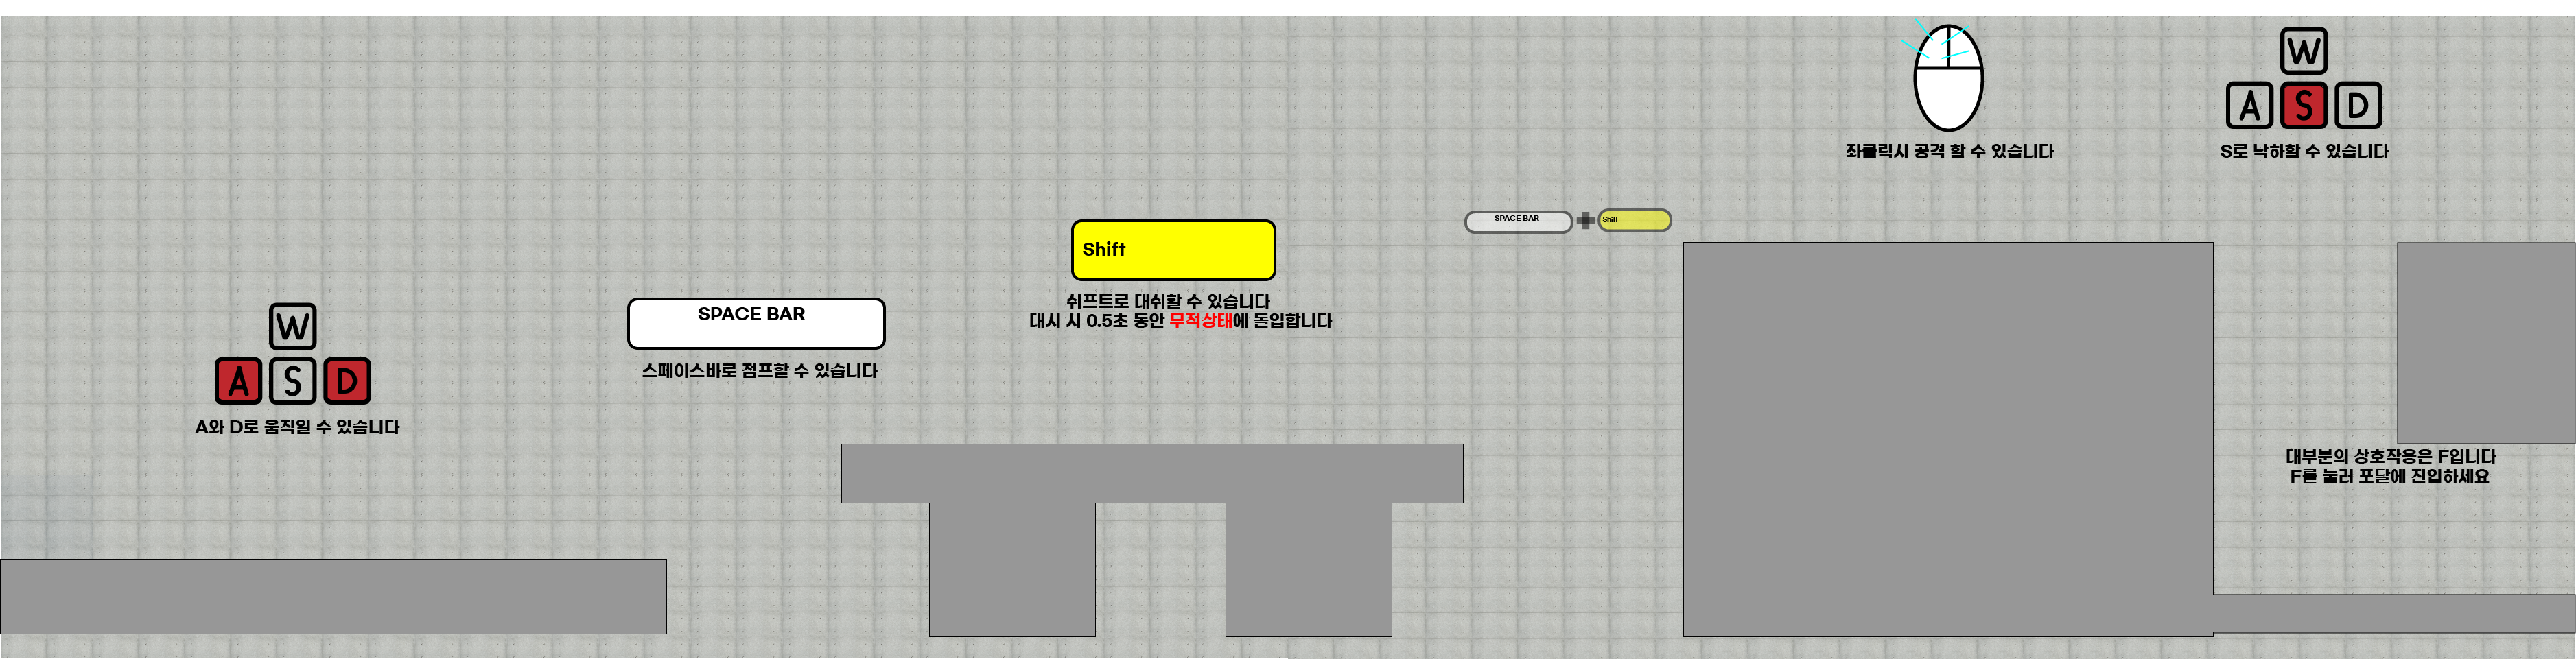 W
A S D
A와 D로 움직일 수 있습니다
SPACE BAR
스페이스바로 점프할 수 있습니다
Shift
쉬프트로 대쉬할 수 있습니다
대시 시 0.5초 동안 무적상태에 돌입합니다
SPACE BAR + Shift
좌클릭시 공격 할 수 있습니다
W
A S D
S로 낙하할 수 있습니다
대부분의 상호작용은 F입니다
F를 눌러 포탈에 진입하세요